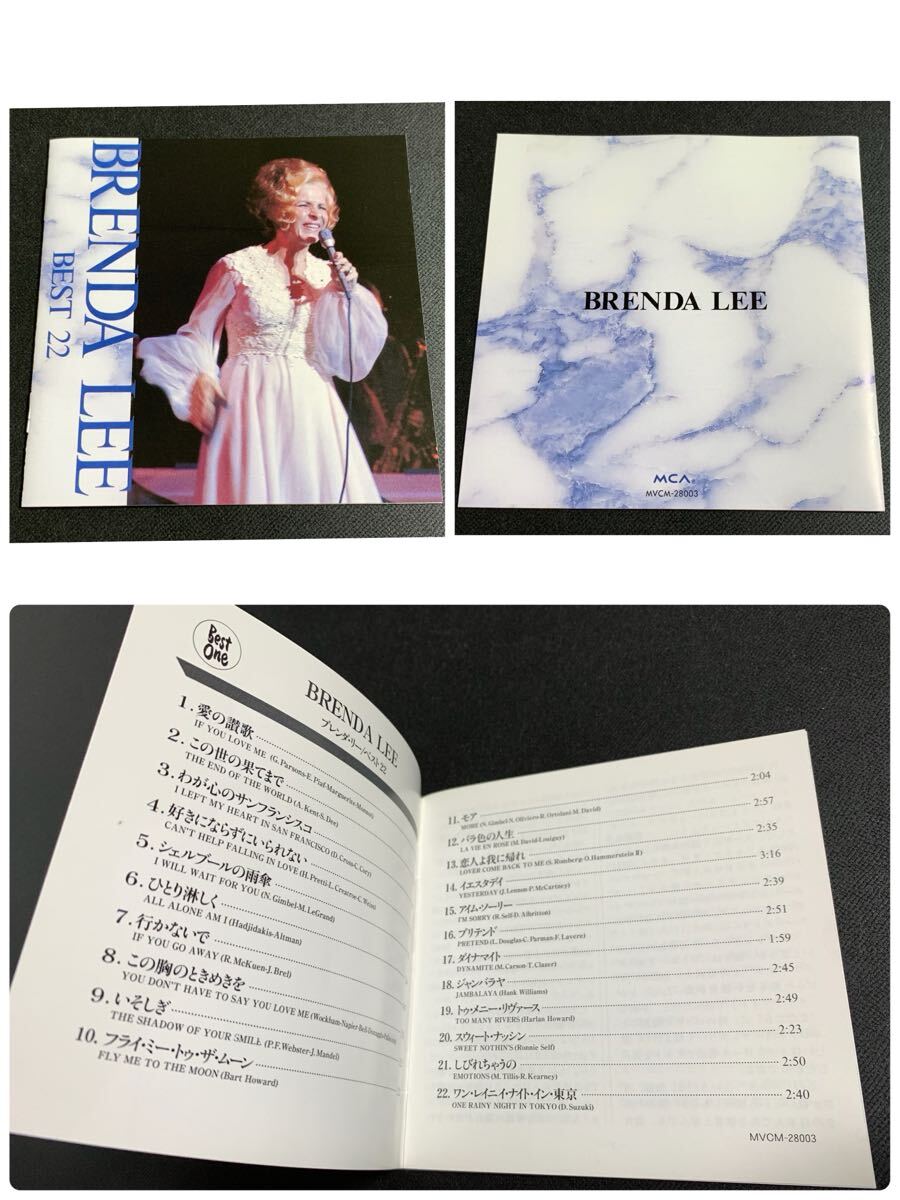 BRENDA LEE
BEST 22
BRENDA LEE
MCA
MVCM-28003
Best
One
BRENDA LEE
ブレンダ・リー/ベスト22
1. 愛の讃歌
IF YOU LOVE ME (G. Parsons-E. Piaf-Marguerite Monnot)
2. この世の果てまで
THE END OF THE WORLD (A. Kent-S. Dee)
3. わが心のサンフランシスコ
I LEFT MY HEART IN SAN FRANCISCO (D. Cross-C. Cory)
4. 好きにならずにいられない
CAN'T HELP FALLING IN LOVE (H. Pretti-L. Creatore-C. Weiss)
5. シェルブールの雨傘
I WILL WAIT FOR YOU (N. Gimbel-M. LeGrand)
6. ひとり淋しく
ALL ALONE AM I (Hadjidakis-Altman)
7. 行かないで
IF YOU GO AWAY (R. McKuen-J. Brel)
8. この胸のときめきを
YOU DON'T HAVE TO SAY YOU LOVE ME
9. いそしぎ
THE SHADOW OF YOUR SMILE (P.F. Webster-J. Mandel)
10. フライ・ミー・トゥ・ザ・ムーン
FLY ME TO THE MOON (Bart Howard)
11. モア 2:04
MORE (N. Gimbel-N. Oliviero-R. Ortolani-M. David)
12. バラ色の人生 2:57
LA VIE EN ROSE (M. David-Louiguy)
13. 恋人よ我に帰れ 2:35
LOVER COME BACK TO ME (S. Romberg-O. Hammerstein II)
14. イエスタデイ 3:16
YESTERDAY (J. Lennon-P. McCartney)
15. アイム・ソーリー 2:39
I'M SORRY (R. Self-D. Albritton)
16. プリテンド 2:51
PRETEND (L. Douglas-C. Parman-F. Lavere)
17. ダイナマイト 1:59
DYNAMITE (M. Carson-T. Glazer)
18. ジャンバラヤ 2:45
JAMBALAYA (Hank Williams)
19. トゥ・メニー・リヴァース 2:49
TOO MANY RIVERS (Harlan Howard)
20. スウィート・ナッシン 2:23
SWEET NOTHIN'S (Ronnie Self)
21. しびれちゃうの 2:50
EMOTIONS (M. Tillis-R. Kearney)
22. ワン・レイニイ・ナイト・イン・東京 2:40
ONE RAINY NIGHT IN TOKYO (D. Suzuki)
MVCM-28003